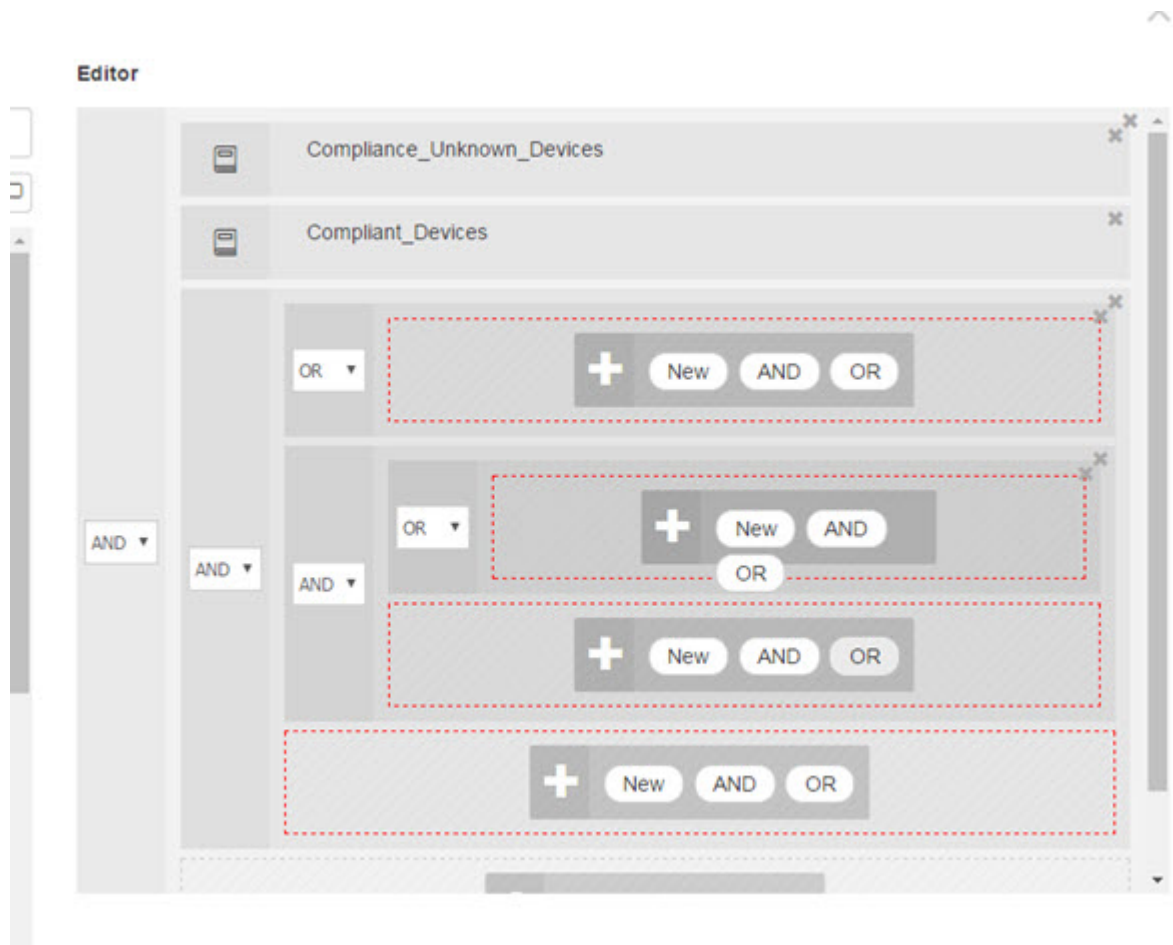 Editor
Compliance_Unknown_Devices
Compliant_Devices
OR
New AND OR
OR
New AND
OR
AND
AND
AND
New AND OR
New AND OR